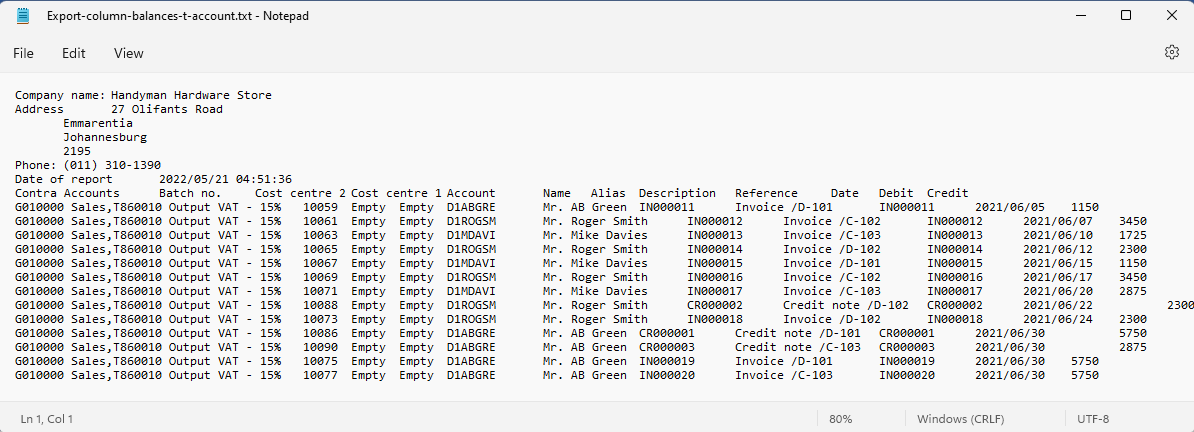 Export-column-balances-t-account.txt - Notepad
File Edit View
Company name: Handyman Hardware Store
Address 27 Olifants Road
Emmarentia
Johannesburg
2195
Phone: (011) 310-1390
Date of report 2022/05/21 04:51:36
Contra Accounts Batch no. Cost centre 2 Cost centre 1 Account Name Alias Description Reference Date Debit Credit
G010000 Sales,T860010 Output VAT - 15% 10059 Empty Empty D1ABGRE Mr. AB Green IN000011 Invoice /D-101 IN000011 2021/06/05 1150
G010000 Sales,T860010 Output VAT - 15% 10061 Empty Empty D1ROGSM Mr. Roger Smith IN000012 Invoice /C-102 IN000012 2021/06/07 3450
G010000 Sales,T860010 Output VAT - 15% 10063 Empty Empty D1MDAVI Mr. Mike Davies IN000013 Invoice /C-103 IN000013 2021/06/10 1725
G010000 Sales,T860010 Output VAT - 15% 10065 Empty Empty D1ROGSM Mr. Roger Smith IN000014 Invoice /D-102 IN000014 2021/06/12 2300
G010000 Sales,T860010 Output VAT - 15% 10067 Empty Empty D1MDAVI Mr. Mike Davies IN000015 Invoice /D-101 IN000015 2021/06/15 1150
G010000 Sales,T860010 Output VAT - 15% 10069 Empty Empty D1ROGSM Mr. Roger Smith IN000016 Invoice /C-102 IN000016 2021/06/17 3450
G010000 Sales,T860010 Output VAT - 15% 10071 Empty Empty D1MDAVI Mr. Mike Davies IN000017 Invoice /C-103 IN000017 2021/06/20 2875
G010000 Sales,T860010 Output VAT - 15% 10088 Empty Empty D1ROGSM Mr. Roger Smith CR000002 Credit note /D-102 CR000002 2021/06/22 2300
G010000 Sales,T860010 Output VAT - 15% 10073 Empty Empty D1ROGSM Mr. Roger Smith IN000018 Invoice /D-102 IN000018 2021/06/24 2300
G010000 Sales,T860010 Output VAT - 15% 10086 Empty Empty D1ABGRE Mr. AB Green CR000001 Credit note /D-101 CR000001 2021/06/30 5750
G010000 Sales,T860010 Output VAT - 15% 10090 Empty Empty D1ABGRE Mr. AB Green CR000003 Credit note /C-103 CR000003 2021/06/30 2875
G010000 Sales,T860010 Output VAT - 15% 10075 Empty Empty D1ABGRE Mr. AB Green IN000019 Invoice /D-101 IN000019 2021/06/30 5750
G010000 Sales,T860010 Output VAT - 15% 10077 Empty Empty D1ABGRE Mr. AB Green IN000020 Invoice /C-103 IN000020 2021/06/30 5750
Ln 1, Col 1 80% Windows (CRLF) UTF-8